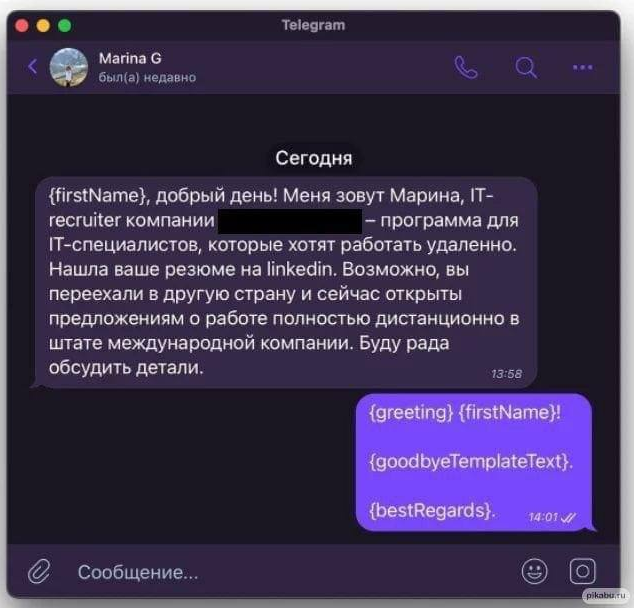 Telegram
Marina G
был(а) недавно
Сегодня
{firstName}, добрый день! Меня зовут Марина, IT-
recruiter компании – программа для
IT-специалистов, которые хотят работать удаленно.
Нашла ваше резюме на linkedin. Возможно, вы
переехали в другую страну и сейчас открыты
предложениям о работе полностью дистанционно в
штате международной компании. Буду рада
обсудить детали.
13:58
{greeting} {firstName}!
{goodbyeTemplateText}.
{bestRegards}.
14:01
Сообщение...
pikabu.ru